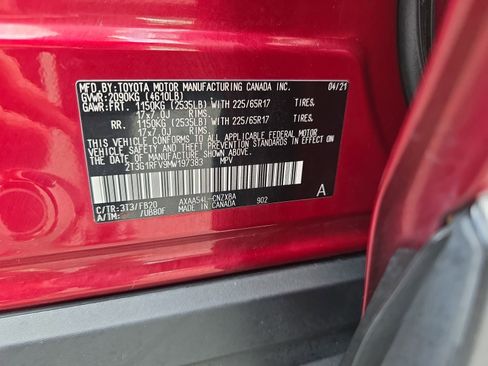 MFD.BY:TOYOTA MOTOR MANUFACTURING CANADA INC. 04/21
GVWR:2090KG (4610LB)
GAWR:FRT. 1150KG (2535LB) WITH 225/65R17 TIRES,
17x7.0J RIMS,
RR. 1150KG (2535LB) WITH 225/65R17 TIRES,
17x7.0J RIMS.
THIS VEHICLE CONFORMS TO ALL APPLICABLE FEDERAL MOTOR
VEHICLE SAFETY AND THEFT PREVENTION STANDARDS IN
EFFECT ON THE DATE OF MANUFACTURE SHOWN ABOVE.
2T3G1RFV9MW197383 MPV
A
C/TR:3T3/FB20 AXAA54L-CNZXBA 902
A/TM: /UB80F MADE IN CANADA